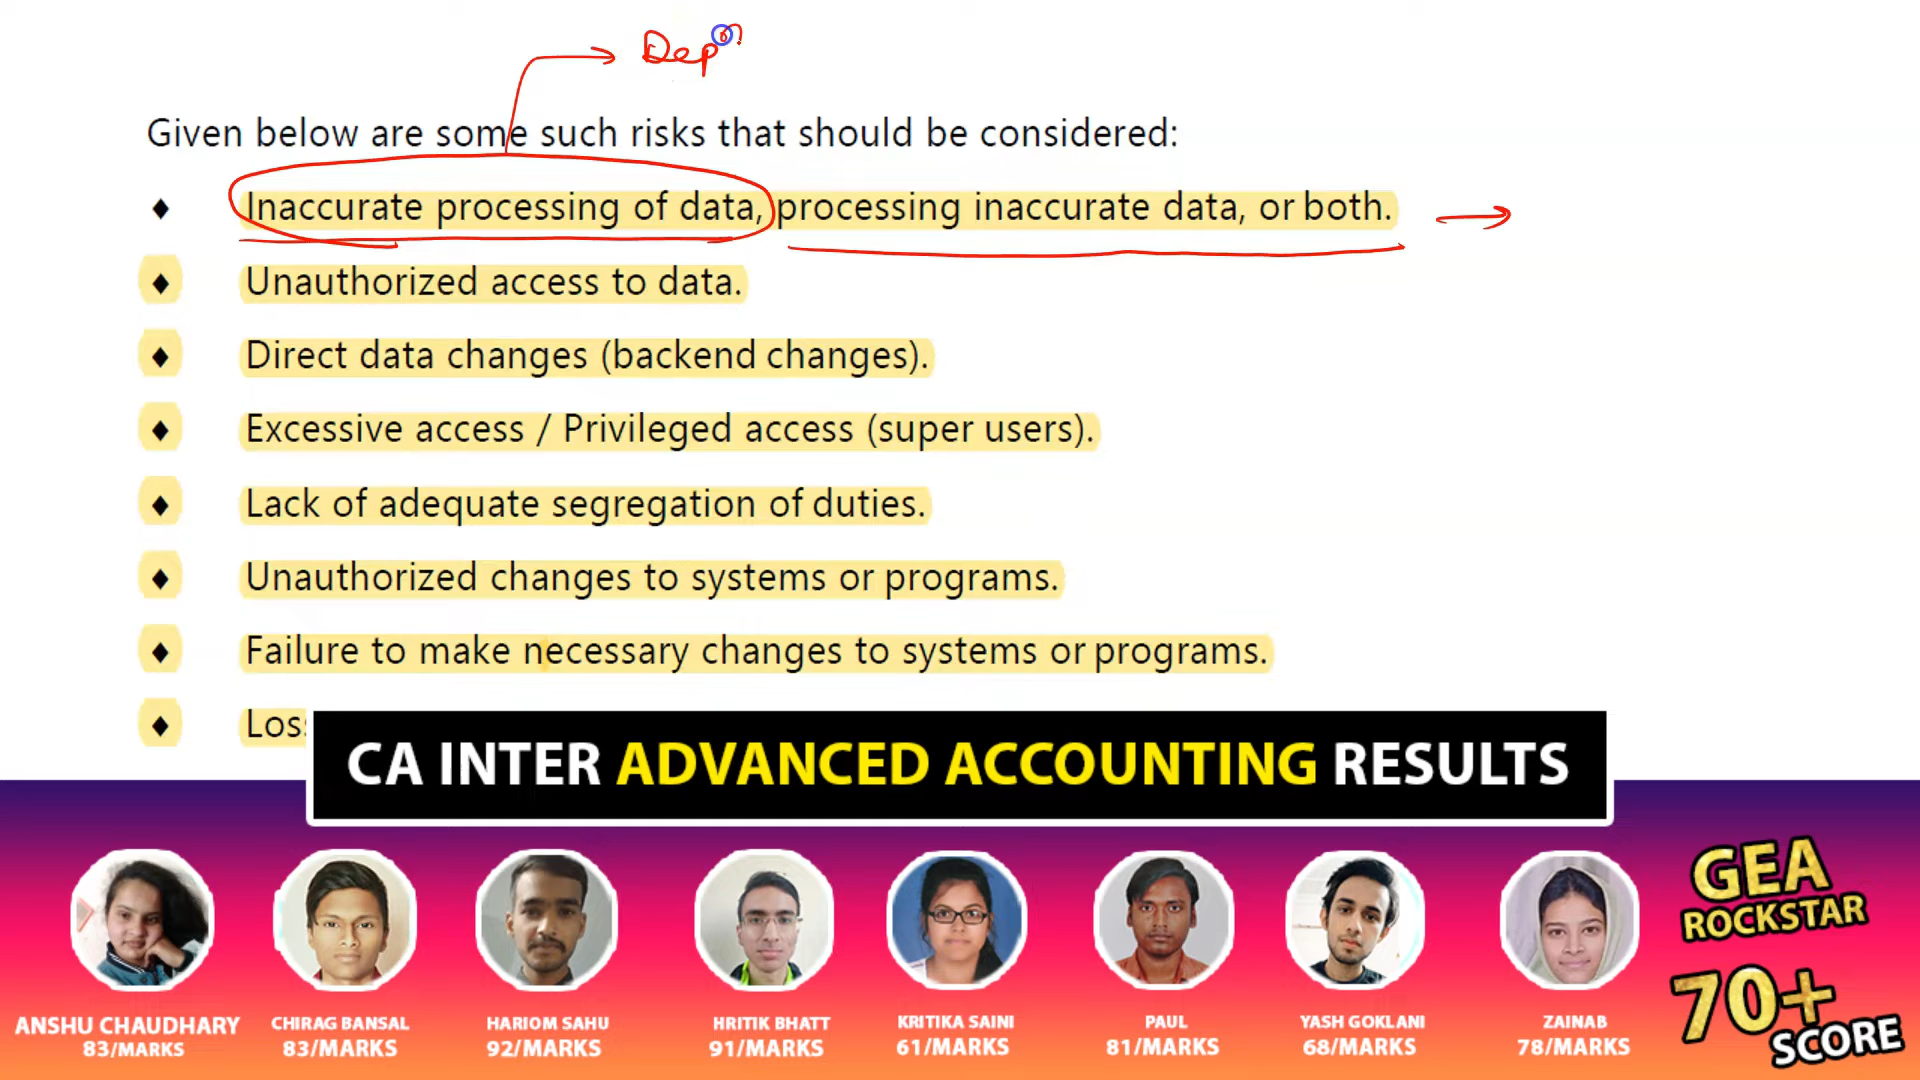 Depn
Given below are some such risks that should be considered:
♦ Inaccurate processing of data, processing inaccurate data, or both.
♦ Unauthorized access to data.
♦ Direct data changes (backend changes).
♦ Excessive access / Privileged access (super users).
♦ Lack of adequate segregation of duties.
♦ Unauthorized changes to systems or programs.
♦ Failure to make necessary changes to systems or programs.
♦ Loss
CA INTER ADVANCED ACCOUNTING RESULTS
ANSHU CHAUDHARY
83/MARKS
CHIRAG BANSAL
83/MARKS
HARIOM SAHU
92/MARKS
HRITIK BHATT
91/MARKS
KRITIKA SAINI
61/MARKS
PAUL
81/MARKS
YASH GOKLANI
68/MARKS
ZAINAB
78/MARKS
GEA
ROCKSTAR
70+
SCORE